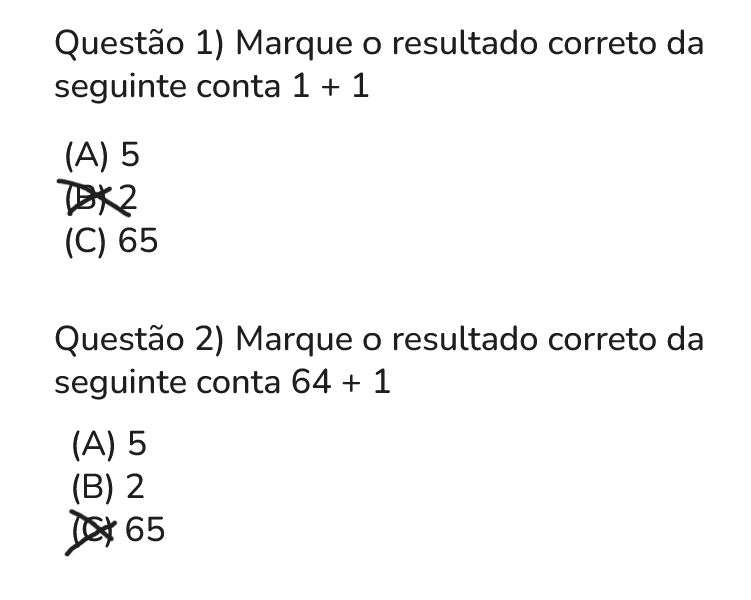 Questão 1) Marque o resultado correto da
seguinte conta 1 + 1
(A) 5
(B) 2
(C) 65
Questão 2) Marque o resultado correto da
seguinte conta 64 + 1
(A) 5
(B) 2
(C) 65